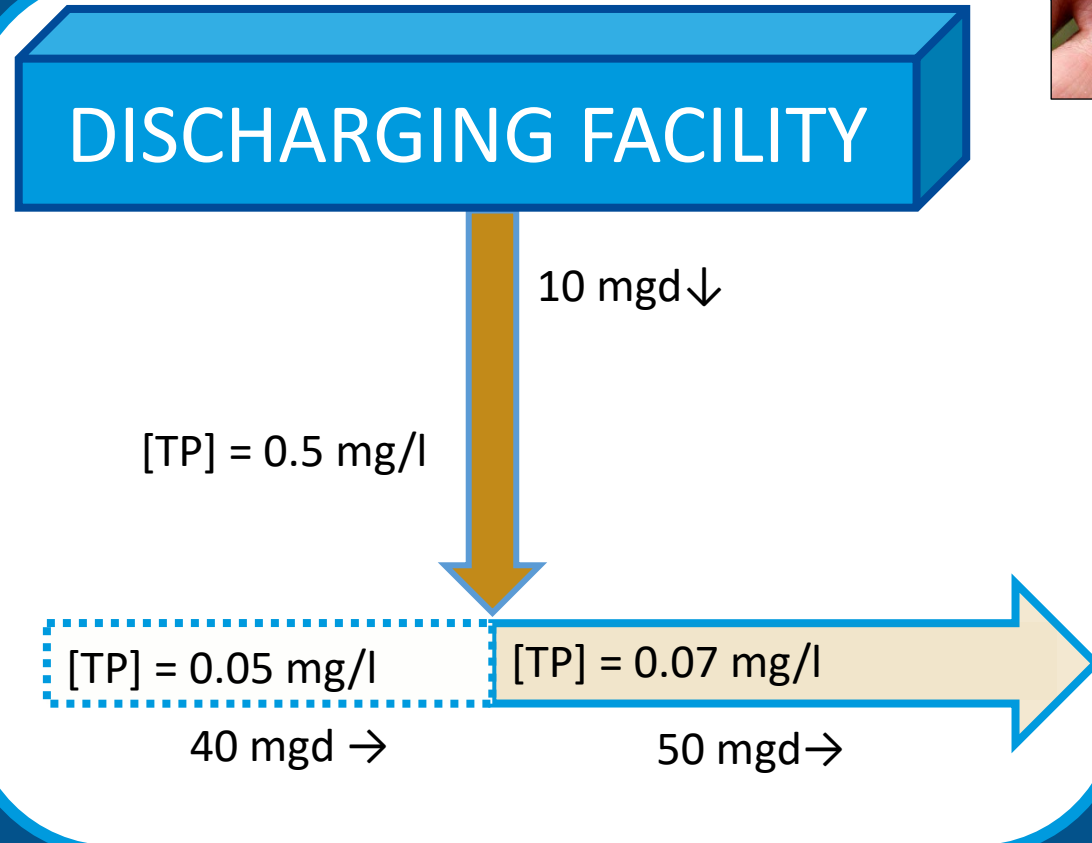 DISCHARGING FACILITY
10 mgd↓
[TP] = 0.5 mg/l
[TP] = 0.05 mg/l
[TP] = 0.07 mg/l
40 mgd →
50 mgd→